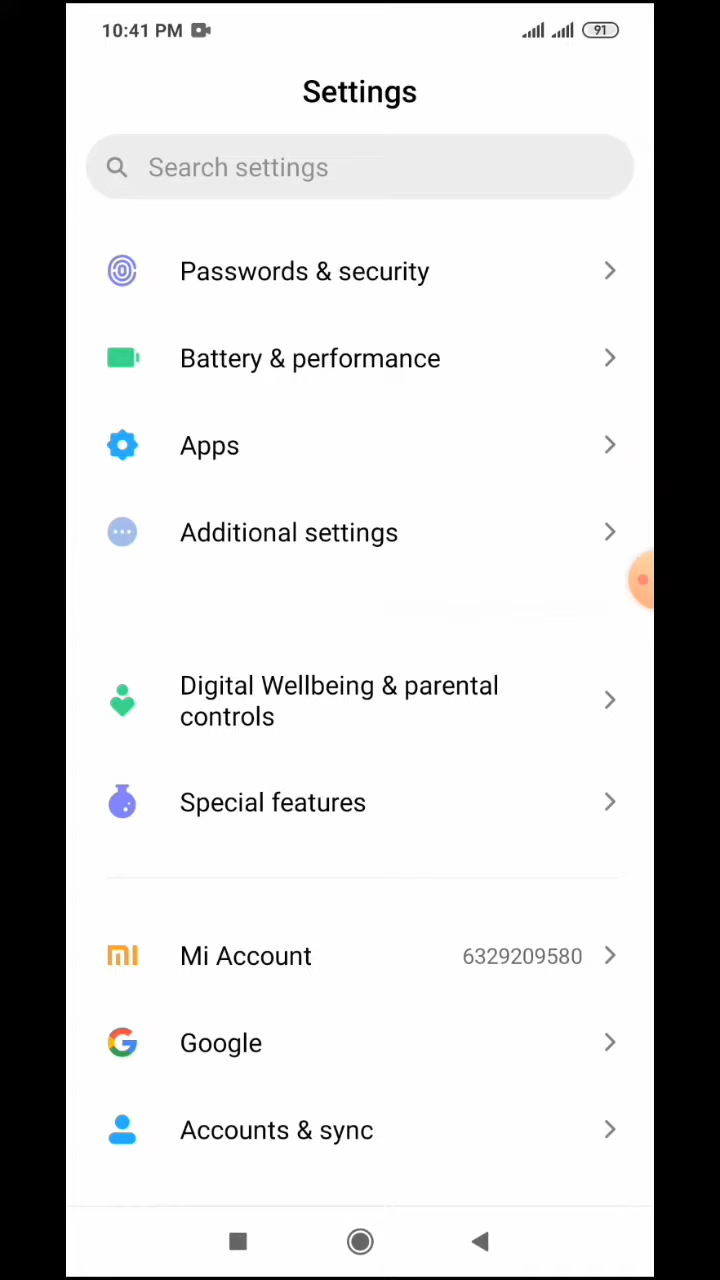 10:41 PM
91
Settings
Search settings
Passwords & security
Battery & performance
Apps
Additional settings
Digital Wellbeing & parental
controls
Special features
Mi Account 6329209580
Google
Accounts & sync